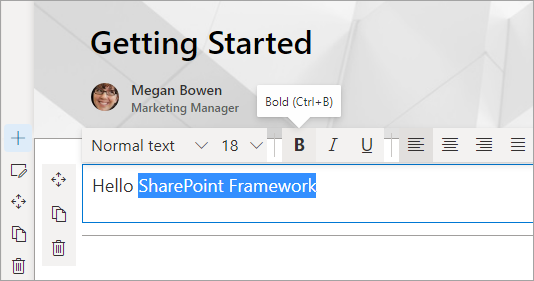 Getting Started
Megan Bowen
Marketing Manager
Bold (Ctrl+B)
Normal text 18 B I U
Hello SharePoint Framework